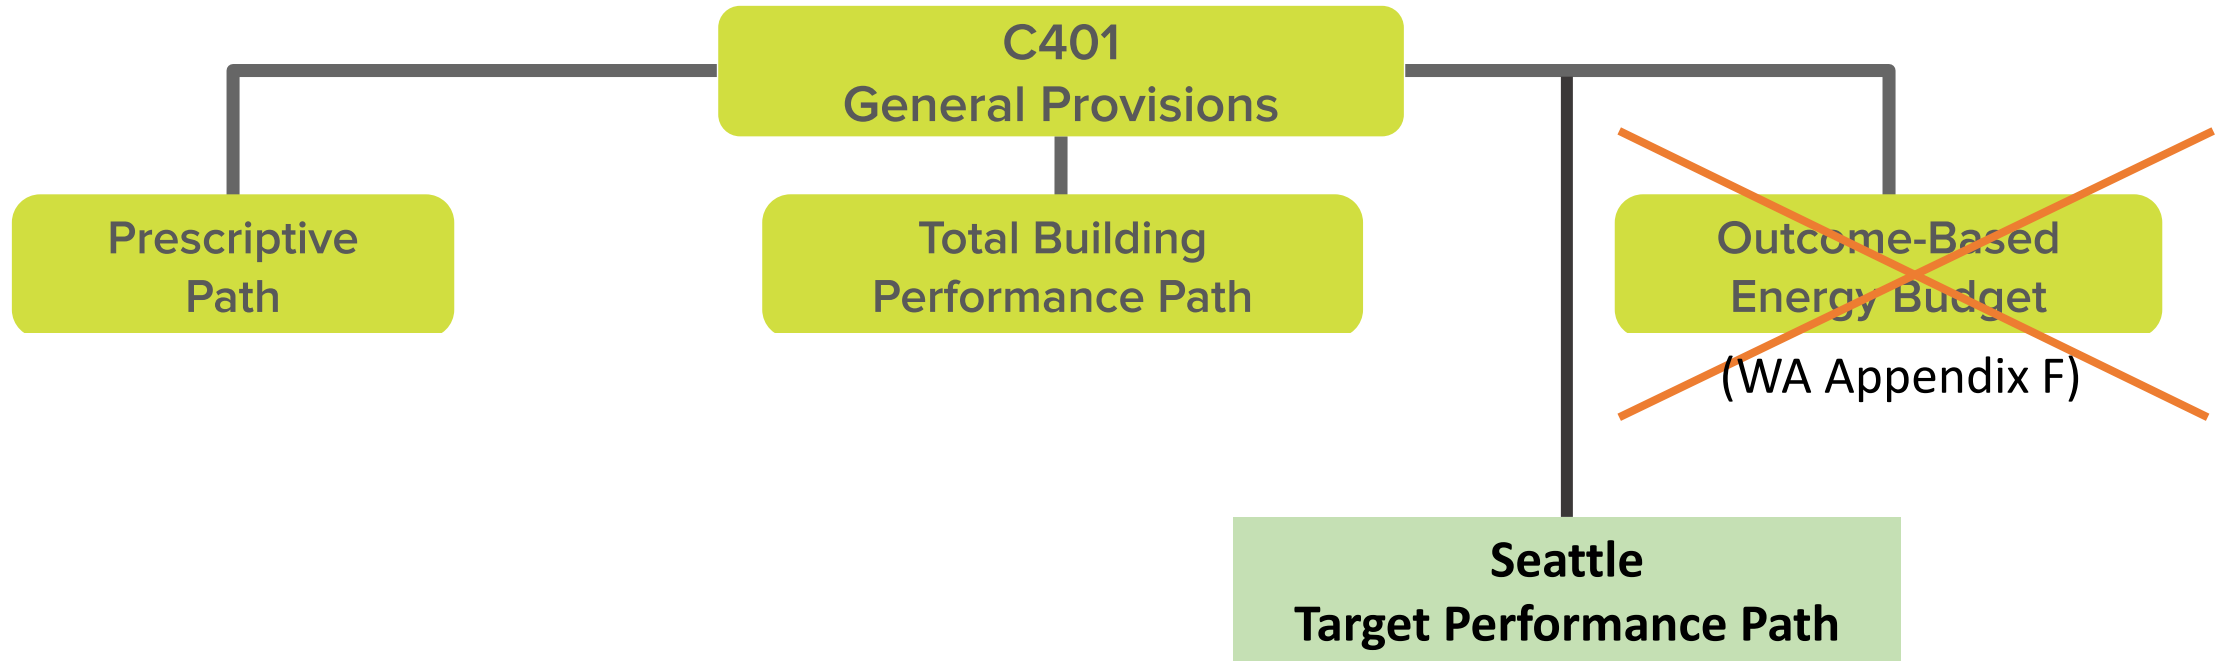 C401
General Provisions
Prescriptive
Path
Total Building
Performance Path
Outcome-Based
Energy Budget
(WA Appendix F)
Seattle
Target Performance Path